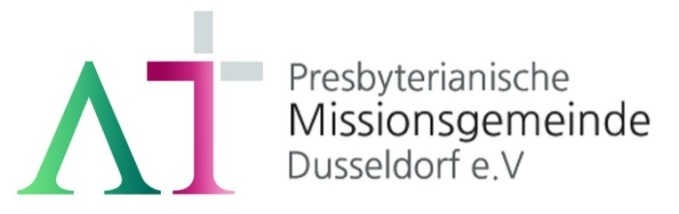 Presbyterianische
Missionsgemeinde
Dusseldorf e.V